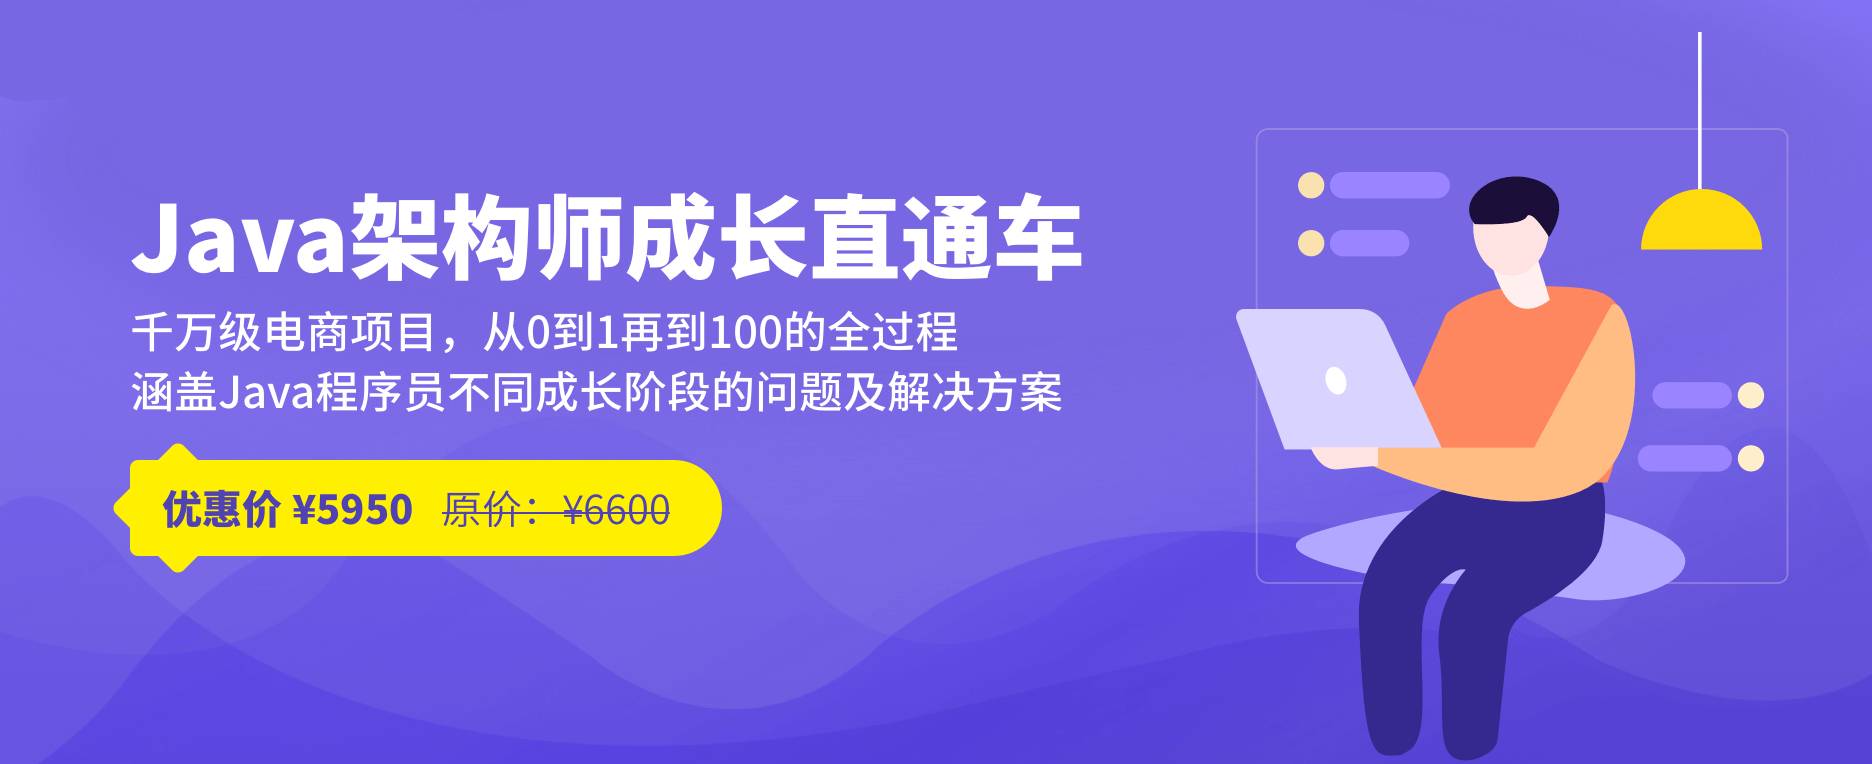 Java架构师成长直通车
千万级电商项目，从0到1再到100的全过程
涵盖Java程序员不同成长阶段的问题及解决方案
优惠价 ¥5950 原价：¥6600